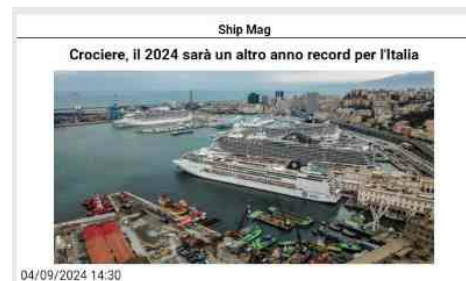 Ship Mag
Crociere, il 2024 sarà un altro anno record per l'Italia
04/09/2024 14:30